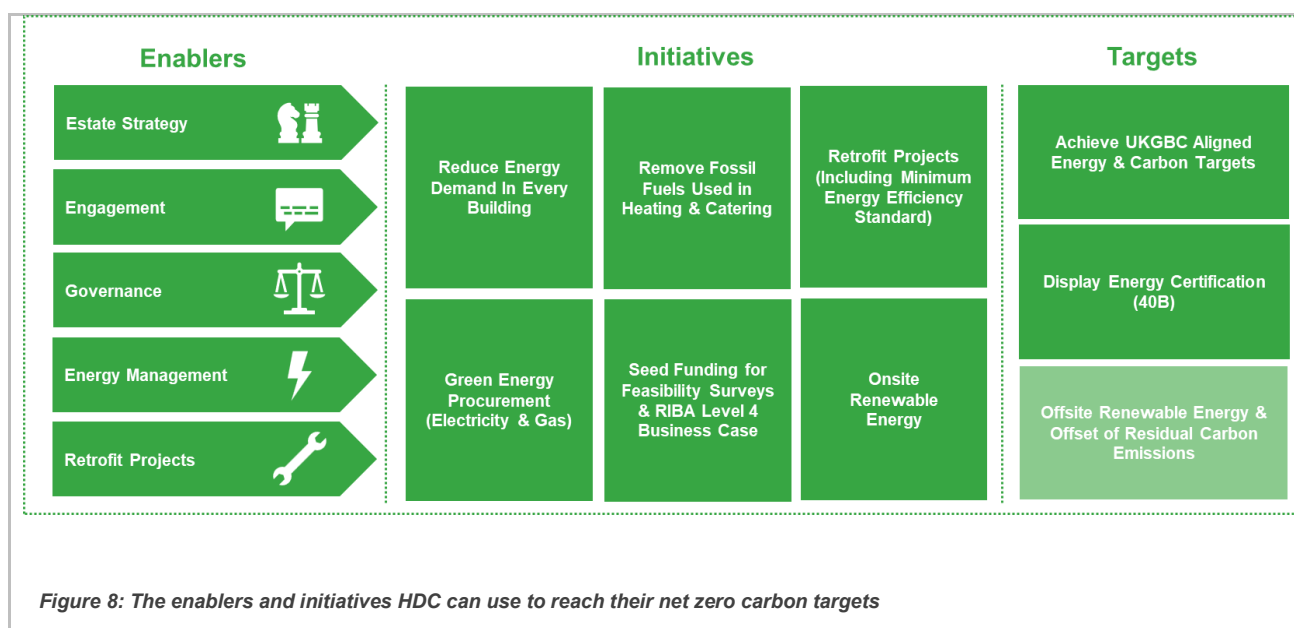 Enablers
Estate Strategy
Engagement
Governance
Energy Management
Retrofit Projects
Initiatives
Reduce Energy
Demand In Every
Building
Remove Fossil
Fuels Used in
Heating & Catering
Retrofit Projects
(Including Minimum
Energy Efficiency
Standard)
Green Energy
Procurement
(Electricity & Gas)
Seed Funding for
Feasibility Surveys
& RIBA Level 4
Business Case
Onsite
Renewable
Energy
Targets
Achieve UKGBC Aligned
Energy & Carbon Targets
Display Energy Certification
(40B)
Offsite Renewable Energy &
Offset of Residual Carbon
Emissions
Figure 8: The enablers and initiatives HDC can use to reach their net zero carbon targets